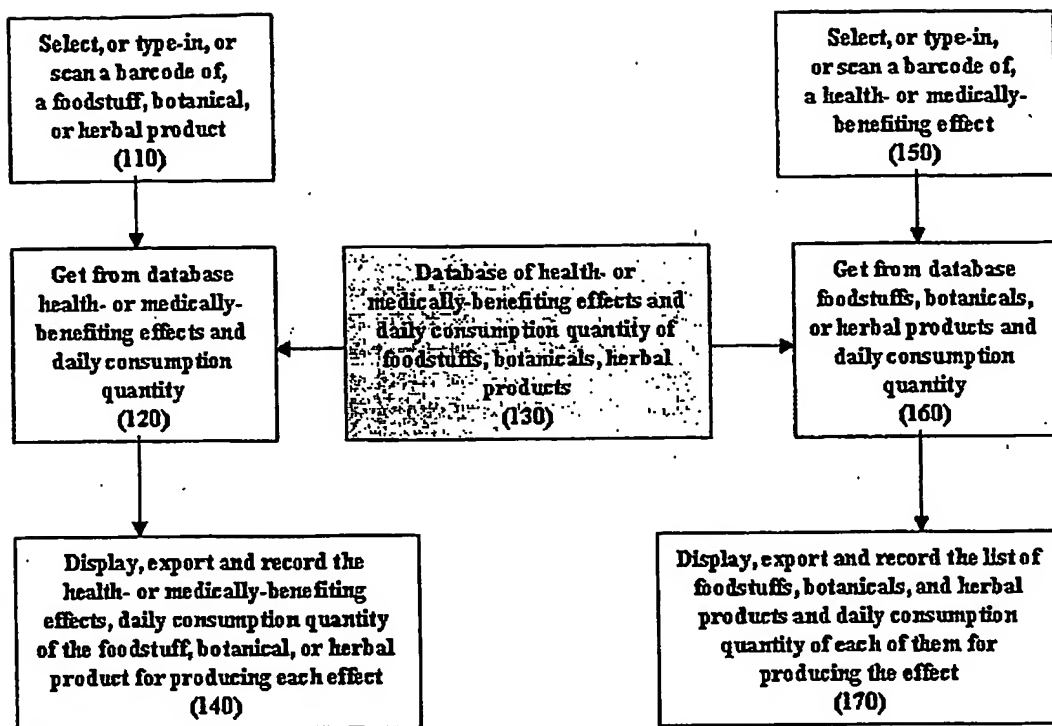 Select, or type-in, or
scan a barcode of,
a foodstuff, botanical,
or herbal product
(110)
Select, or type-in,
or scan a barcode of,
a health- or medically-
benefiting effect
(150)
Get from database
health- or medically-
benefiting effects and
daily consumption
quantity
(120)
Database of health- or
medically-benefiting effects and
daily consumption quantity of
foodstuffs, botanicals, herbal
products
(130)
Get from database
foodstuffs, botanicals,
or herbal products and
daily consumption
quantity
(160)
Display, export and record the
health- or medically-benefiting
effects, daily consumption quantity
of the foodstuff, botanical, or herbal
product for producing each effect
(140)
Display, export and record the list of
foodstuffs, botanicals, and herbal
products and daily consumption
quantity of each of them for
producing the effect
(170)